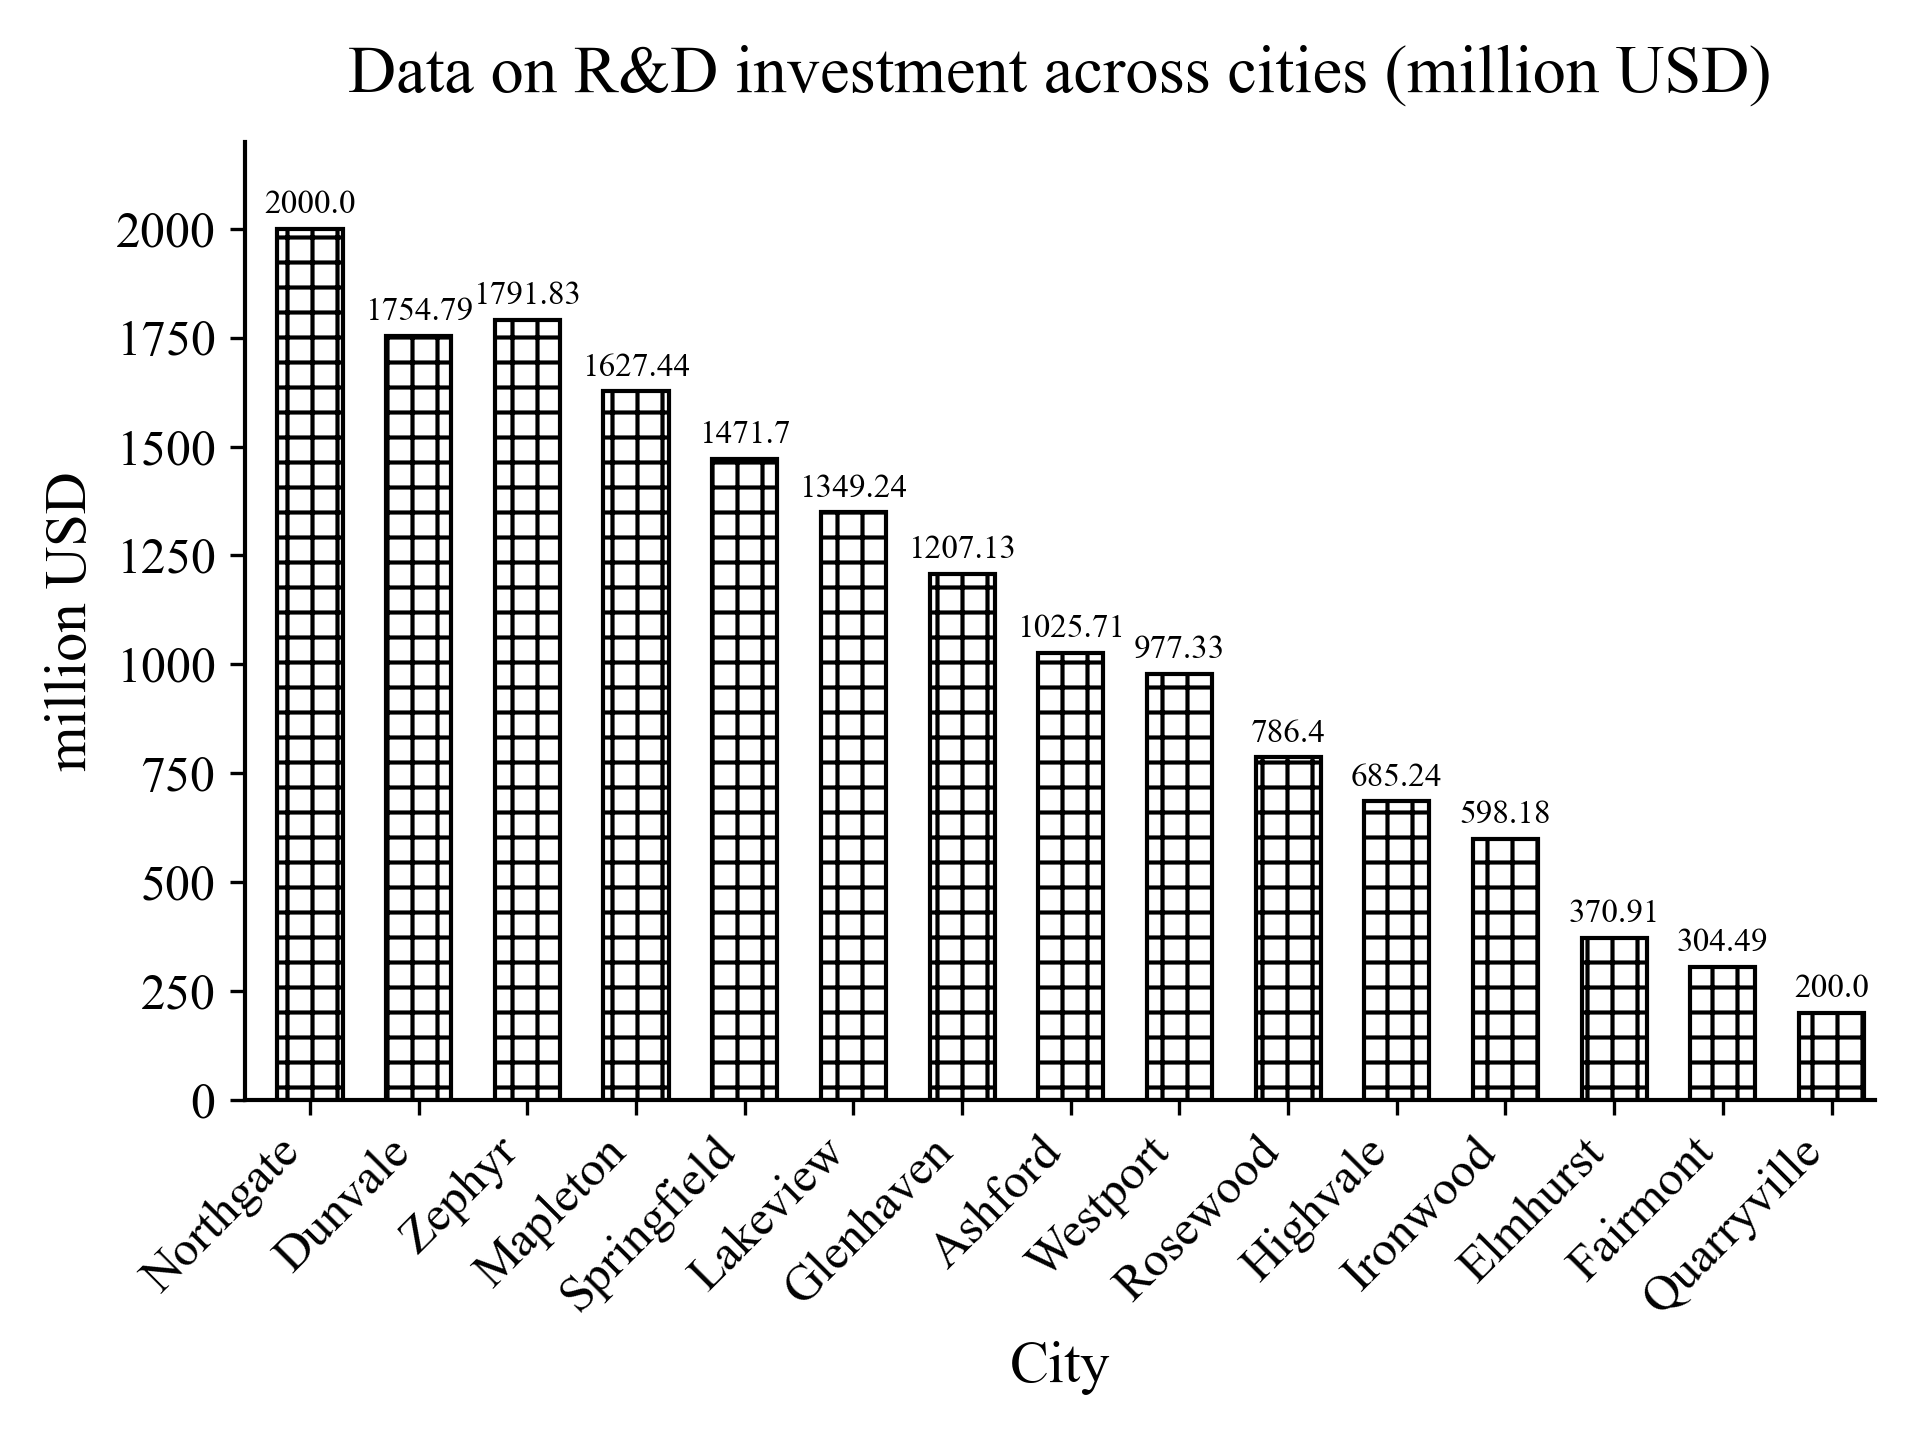 Data on R&D investment across cities (million USD)
million USD
2000
1750
1500
1250
1000
750
500
250
0
2000.0
1754.79
1791.83
1627.44
1471.7
1349.24
1207.13
1025.71
977.33
786.4
685.24
598.18
370.91
304.49
200.0
Northgate
Dunvale
Zephyr
Mapleton
Springfield
Lakeview
Glenhaven
Ashford
Westport
Rosewood
Highvale
Ironwood
Elmhurst
Fairmont
Quarryville
City